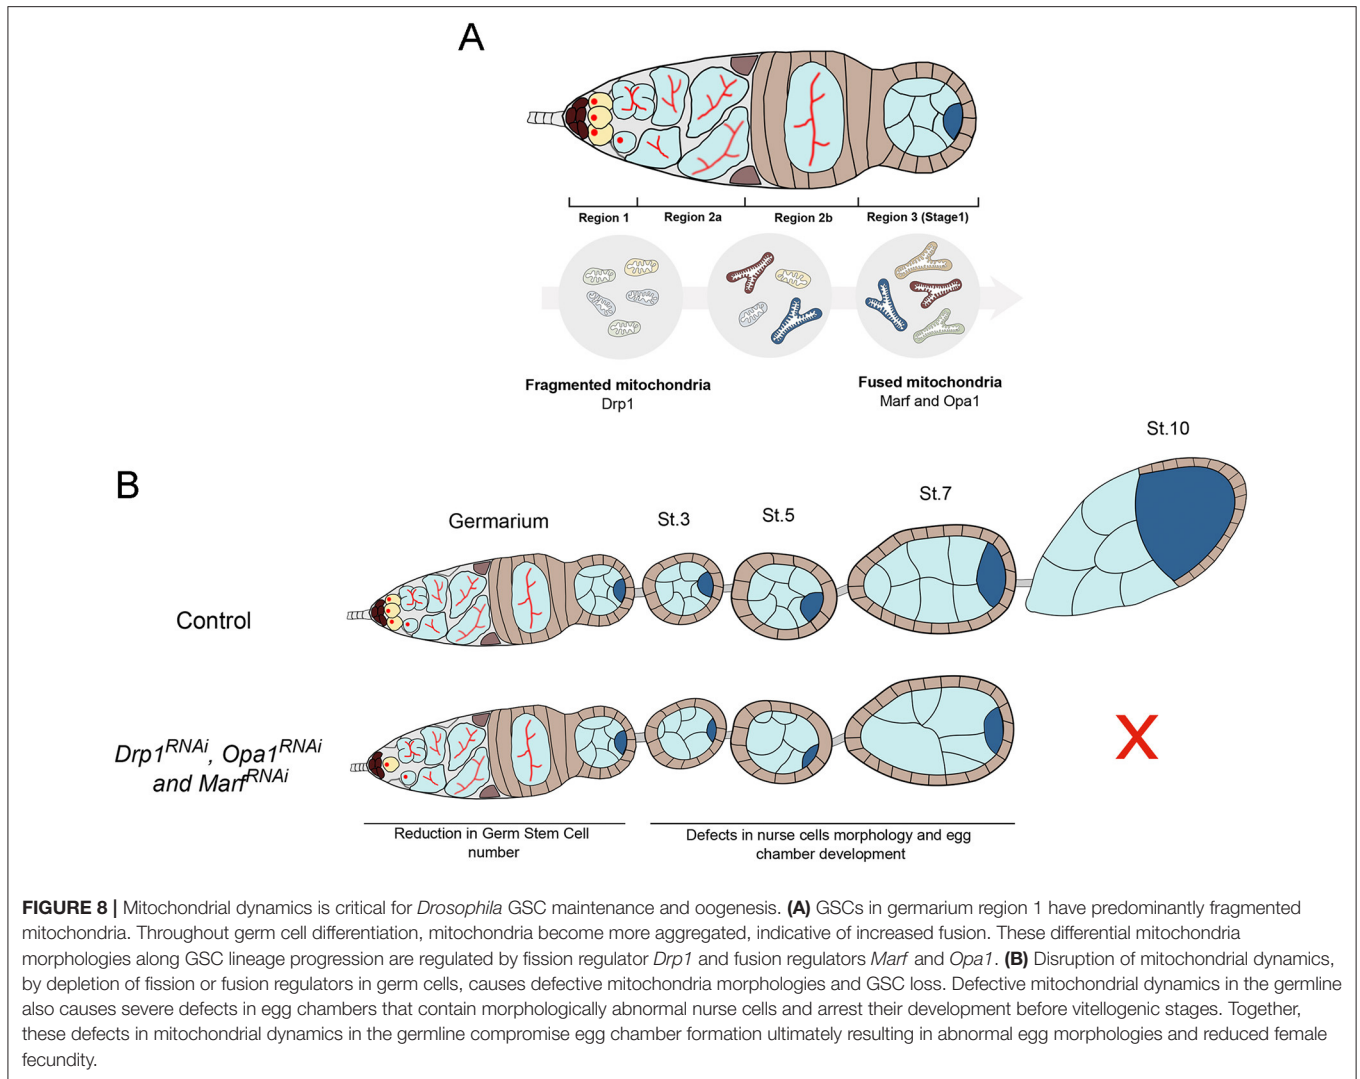 A
Region 1
Region 2a
Region 2b
Region 3 (Stage1)
Fragmented mitochondria
Drp1
Fused mitochondria
Marf and Opa1
B
Germarium
St.3
St.5
St.7
St.10
Control
Drp1RNAi, Opa1RNAi
and MarfRNAi
X
Reduction in Germ Stem Cell
number
Defects in nurse cells morphology and egg
chamber development
FIGURE 8 | Mitochondrial dynamics is critical for Drosophila GSC maintenance and oogenesis. (A) GSCs in germarium region 1 have predominantly fragmented
mitochondria. Throughout germ cell differentiation, mitochondria become more aggregated, indicative of increased fusion. These differential mitochondria
morphologies along GSC lineage progression are regulated by fission regulator Drp1 and fusion regulators Marf and Opa1. (B) Disruption of mitochondrial dynamics,
by depletion of fission or fusion regulators in germ cells, causes defective mitochondria morphologies and GSC loss. Defective mitochondrial dynamics in the germline
also causes severe defects in egg chambers that contain morphologically abnormal nurse cells and arrest their development before vitellogenic stages. Together,
these defects in mitochondrial dynamics in the germline compromise egg chamber formation ultimately resulting in abnormal egg morphologies and reduced female
fecundity.